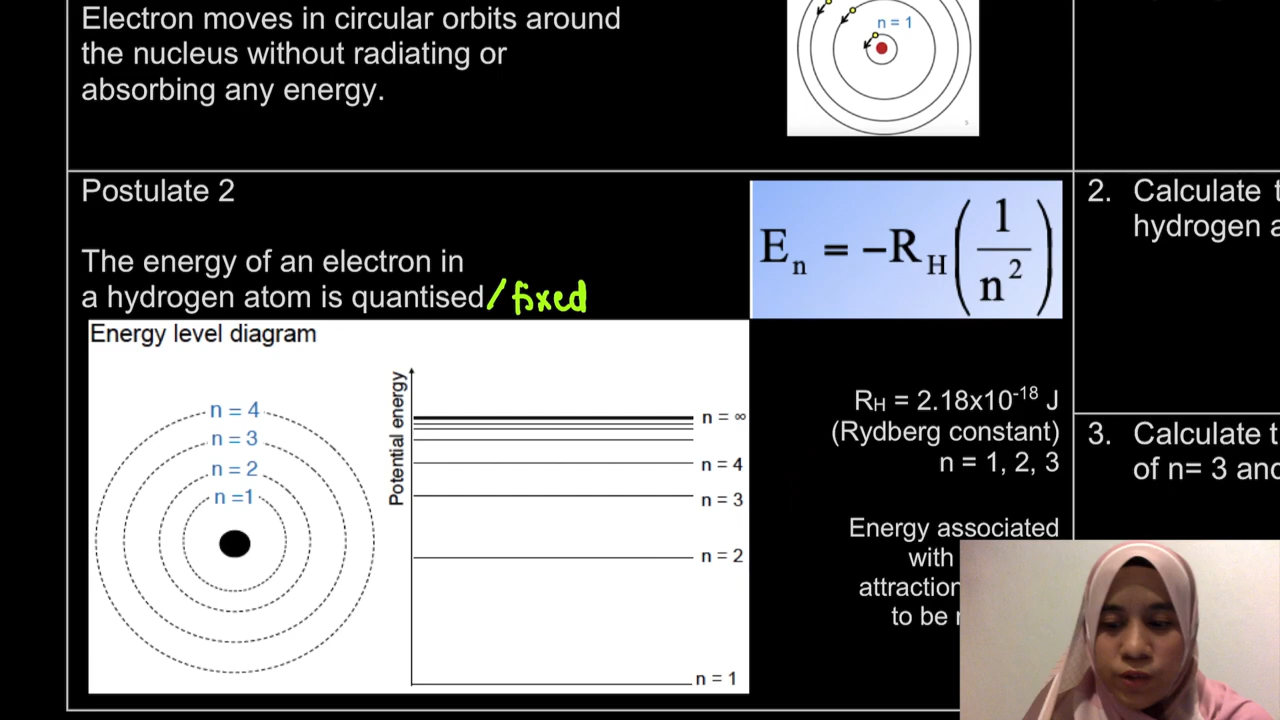 Electron moves in circular orbits around
the nucleus without radiating or
absorbing any energy.
n = 1
Postulate 2
The energy of an electron in
a hydrogen atom is quantised/fixed
Eₙ = −R_H(1/n²)
Energy level diagram
n = 4
n = 3
n = 2
n =1
Potential energy
n = ∞
n = 4
n = 3
n = 2
n = 1
RH = 2.18x10⁻¹⁸ J
(Rydberg constant)
n = 1, 2, 3
Energy associated
with
attraction
to be
2. Calculate
hydrogen
3. Calculate
of n= 3